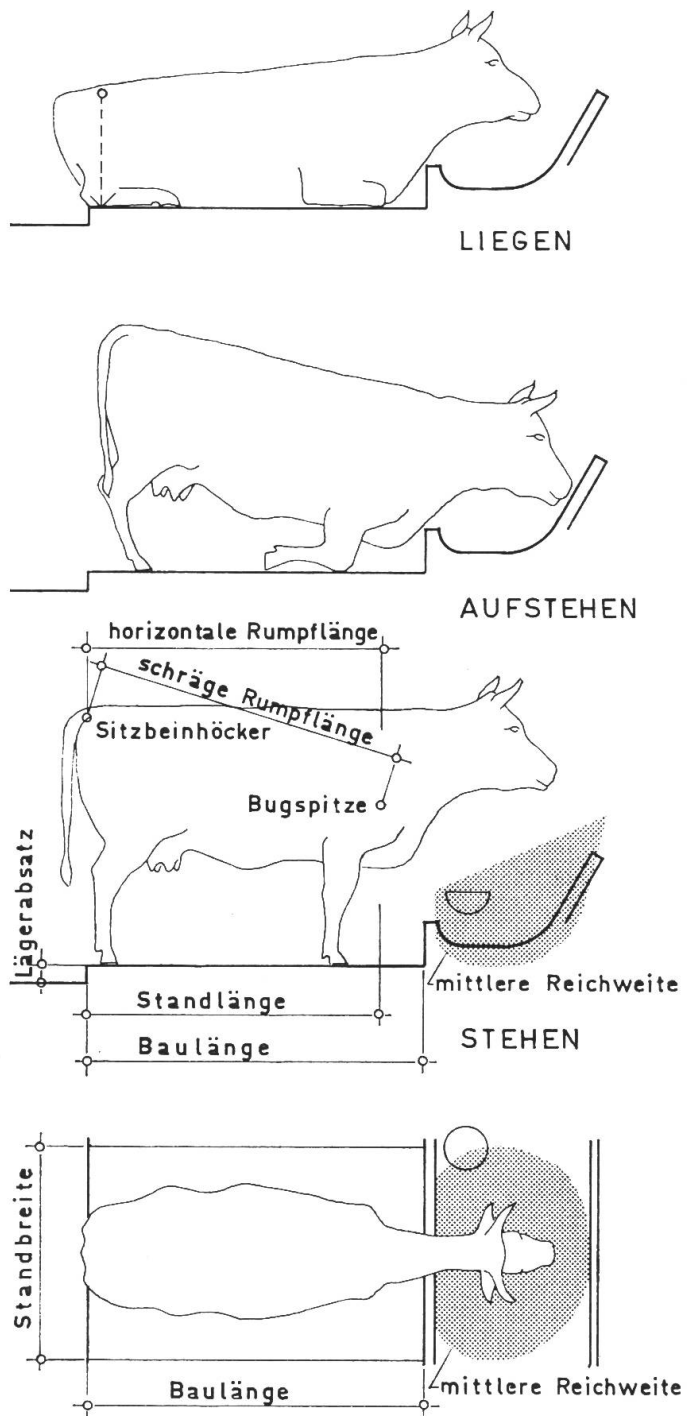 LIEGEN
AUFSTEHEN
horizontale Rumpflänge
schräge Rumpflänge
Sitzbeinhöcker
Bugspitze
Lägerabsatz
mittlere Reichweite
Standlänge
STEHEN
Baulänge
Standbreite
mittlere Reichweite
Baulänge